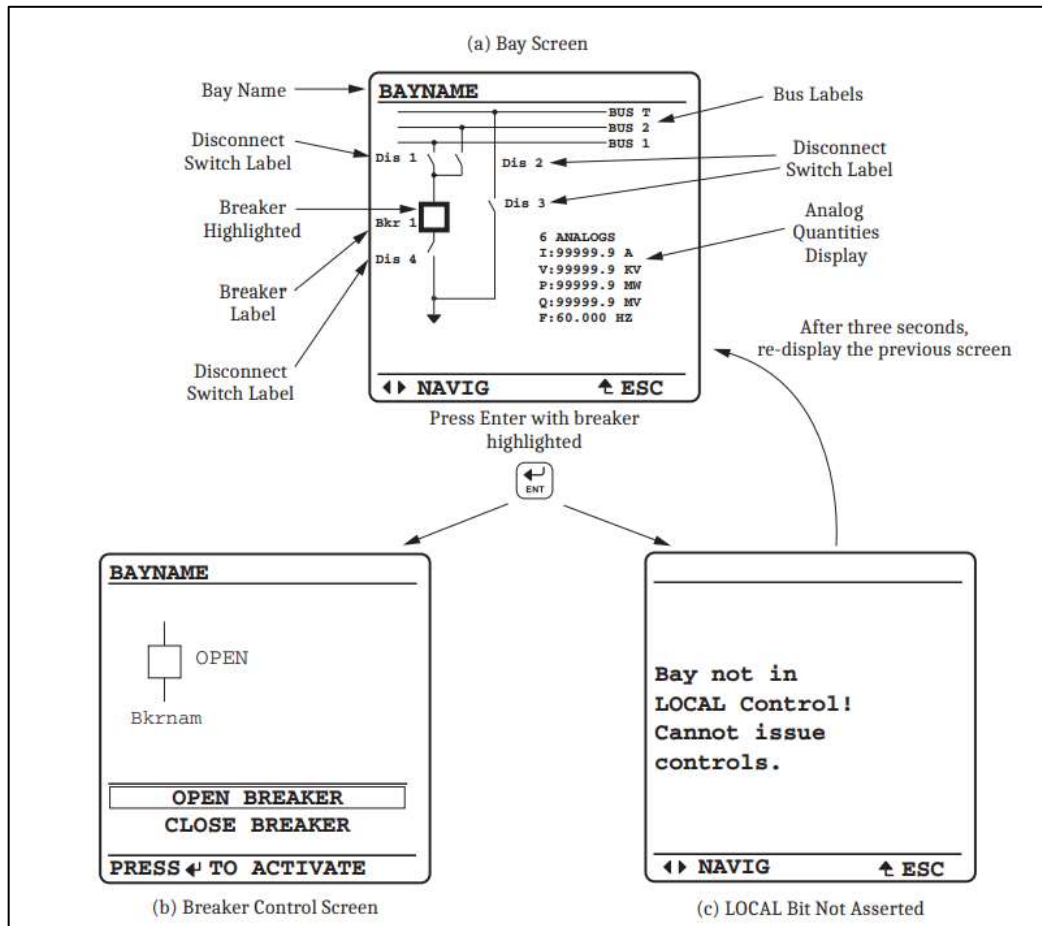 (a) Bay Screen
Bay Name
BAYNAME
Bus Labels
BUS T
BUS 2
BUS 1
Disconnect
Switch Label
Dis 1
Dis 2
Disconnect
Switch Label
Breaker
Highlighted
Bkr 1
Dis 3
Analog
Quantities
Display
6 ANALOGS
I:99999.9 A
V:99999.9 KV
P:99999.9 MW
Q:99999.9 MV
F:60.000 HZ
Dis 4
Breaker
Label
Disconnect
Switch Label
After three seconds,
re-display the previous screen
NAVIG ESC
Press Enter with breaker
highlighted
ENT
BAYNAME
OPEN
Bkrnam
OPEN BREAKER
CLOSE BREAKER
PRESS ↵ TO ACTIVATE
(b) Breaker Control Screen
Bay not in
LOCAL Control!
Cannot issue
controls.
NAVIG ESC
(c) LOCAL Bit Not Asserted